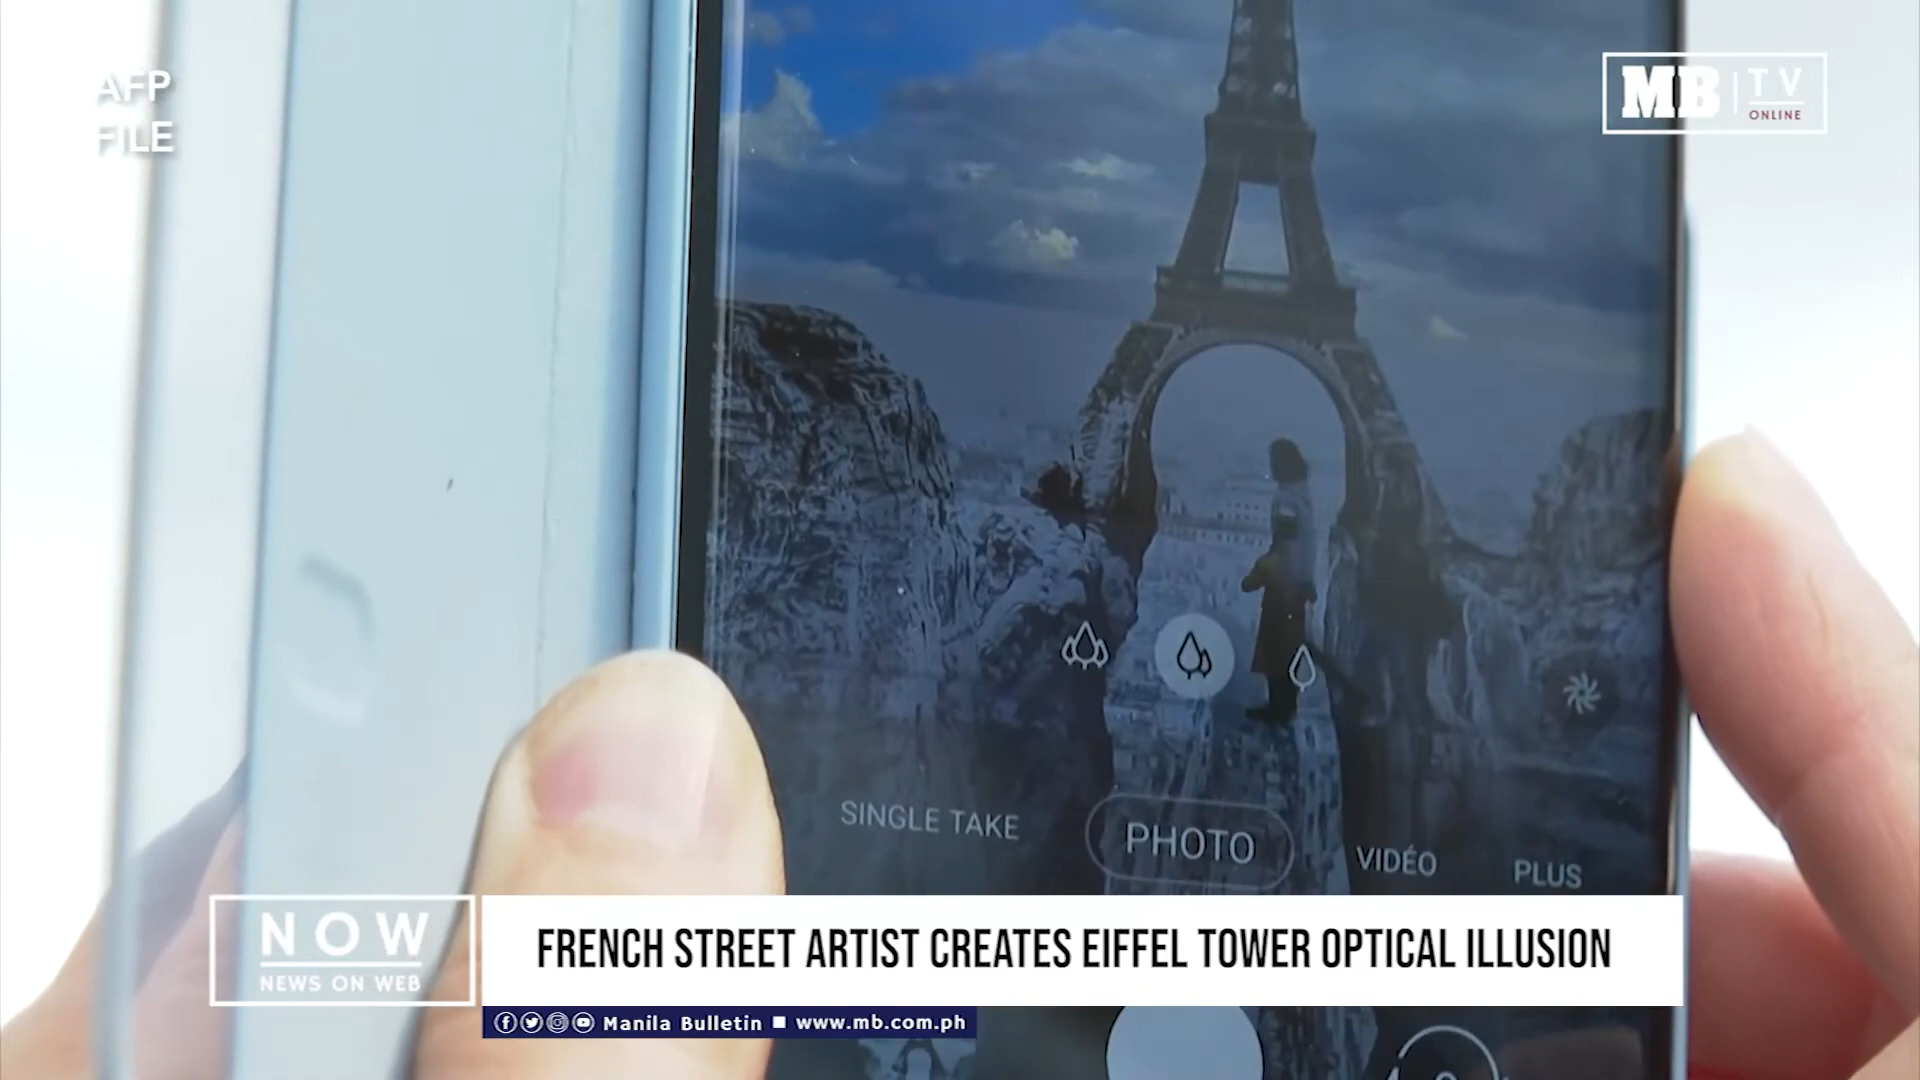 AFP
FILE
MB TV
ONLINE
SINGLE TAKE
PHOTO
VIDÉO
PLUS
NOW
NEWS ON WEB
FRENCH STREET ARTIST CREATES EIFFEL TOWER OPTICAL ILLUSION
Manila Bulletin ■ www.mb.com.ph